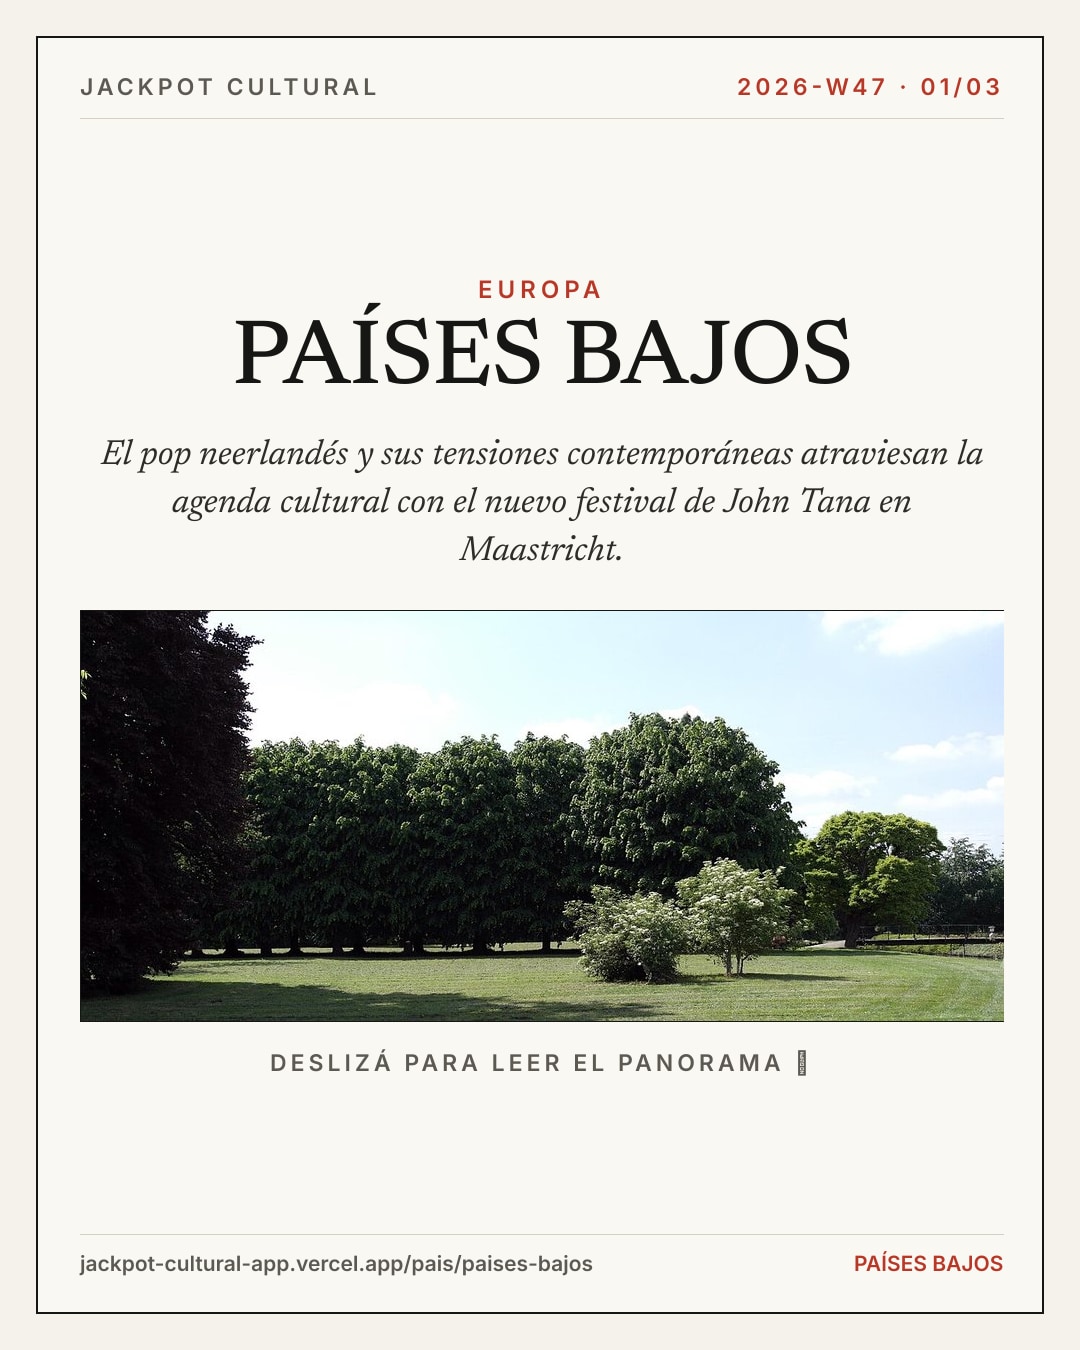 JACKPOT CULTURAL
2026-W47 · 01/03
EUROPA
PAÍSES BAJOS
El pop neerlandés y sus tensiones contemporáneas atraviesan la
agenda cultural con el nuevo festival de John Tana en
Maastricht.
DESLIZÁ PARA LEER EL PANORAMA
jackpot-cultural-app.vercel.app/pais/paises-bajos
PAÍSES BAJOS